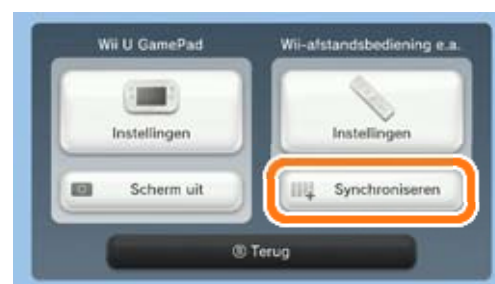 Wii U GamePad
Instellingen
Scherm uit
Wii-afstandsbediening e.a.
Instellingen
Synchroniseren
Ⓑ Terug